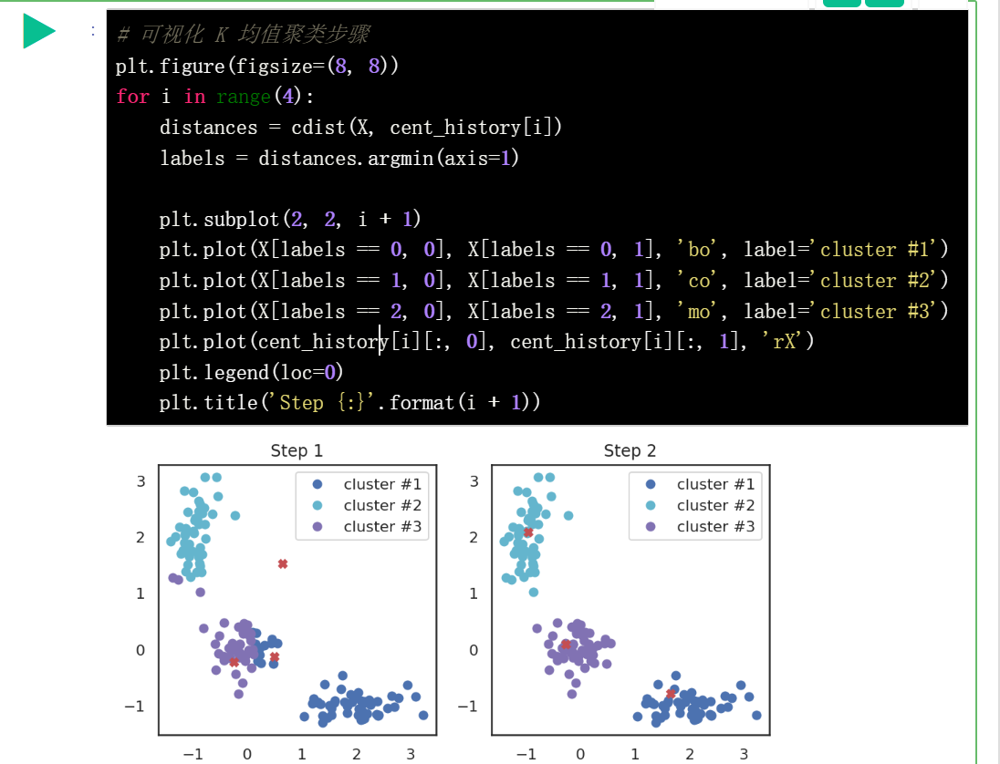 :
# 可视化 K 均值聚类步骤
plt.figure(figsize=(8, 8))
for i in range(4):
    distances = cdist(X, cent_history[i])
    labels = distances.argmin(axis=1)
    plt.subplot(2, 2, i + 1)
    plt.plot(X[labels == 0, 0], X[labels == 0, 1], 'bo', label='cluster #1')
    plt.plot(X[labels == 1, 0], X[labels == 1, 1], 'co', label='cluster #2')
    plt.plot(X[labels == 2, 0], X[labels == 2, 1], 'mo', label='cluster #3')
    plt.plot(cent_history[i][:, 0], cent_history[i][:, 1], 'rX')
    plt.legend(loc=0)
    plt.title('Step {:}'.format(i + 1))
Step 1
cluster #1
cluster #2
cluster #3
3
2
1
0
−1
−1 0 1 2 3
Step 2
cluster #1
cluster #2
cluster #3
3
2
1
0
−1
−1 0 1 2 3